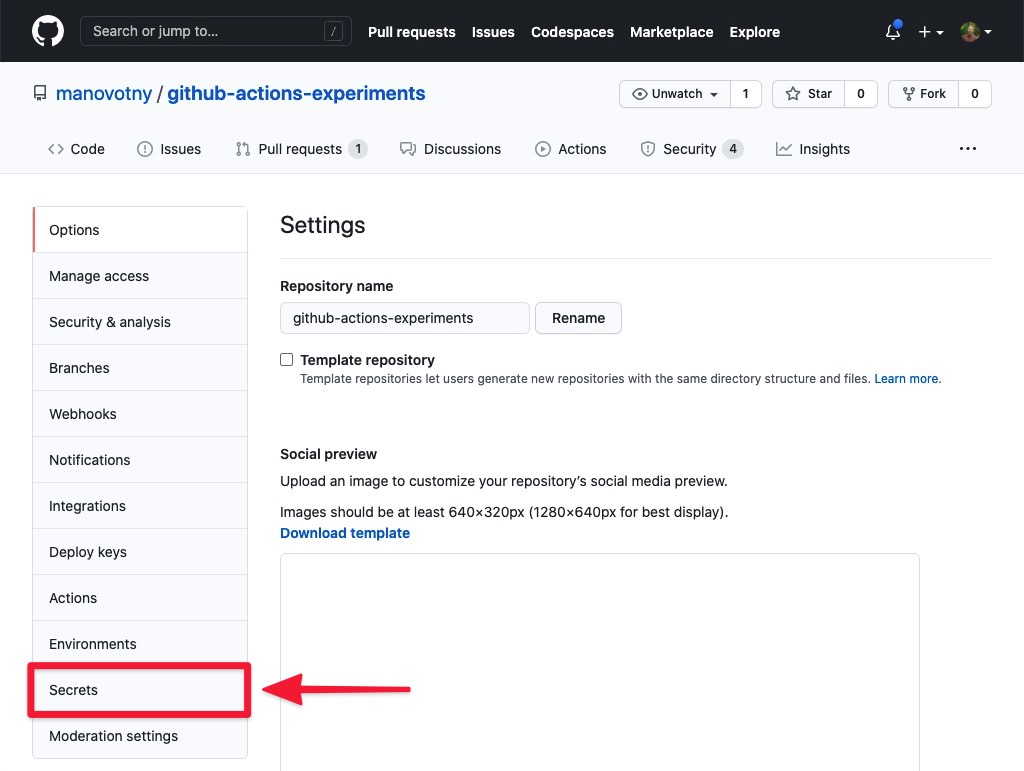 Search or jump to... /
Pull requests Issues Codespaces Marketplace Explore
manovotny / github-actions-experiments
Unwatch 1 Star 0 Fork 0
Code Issues Pull requests 1 Discussions Actions Security 4 Insights ...
Options
Manage access
Security & analysis
Branches
Webhooks
Notifications
Integrations
Deploy keys
Actions
Environments
Secrets
Moderation settings
Settings
Repository name
github-actions-experiments Rename
Template repository
Template repositories let users generate new repositories with the same directory structure and files. Learn more.
Social preview
Upload an image to customize your repository’s social media preview.
Images should be at least 640×320px (1280×640px for best display).
Download template